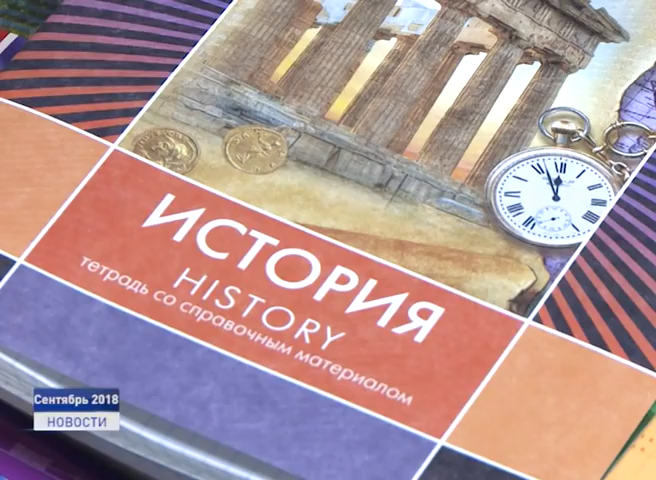 ИСТОРИЯ
HISTORY
тетрадь со справочным материалом
Сентябрь 2018
НОВОСТИ